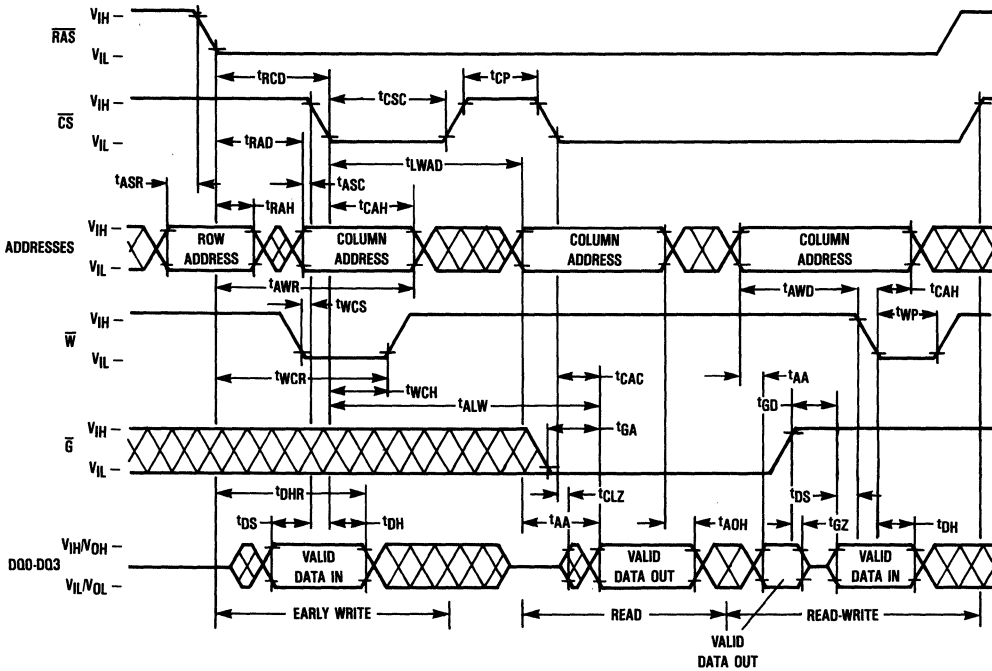 VIH
RAS
VIL
tRCD
tCP
VIH
tCSC
CS
VIL
tRAD
tLWAD
tASR
tASC
tRAH
tCAH
VIH
ADDRESSES
ROW ADDRESS
COLUMN ADDRESS
COLUMN ADDRESS
COLUMN ADDRESS
VIL
tAWR
tAWD
tCAH
tWCS
VIH
tWP
W
VIL
tWCR
tWCH
tCAC
tAA
tALW
tGD
VIH
tGA
G
VIL
tDHR
tCLZ
tDS
tDS
tDH
tAA
tAOH
tGZ
tDH
VIH/VOH
DQ0-DQ3
VALID DATA IN
VALID DATA OUT
VALID DATA IN
VIL/VOL
EARLY WRITE
READ
READ-WRITE
VALID
DATA OUT